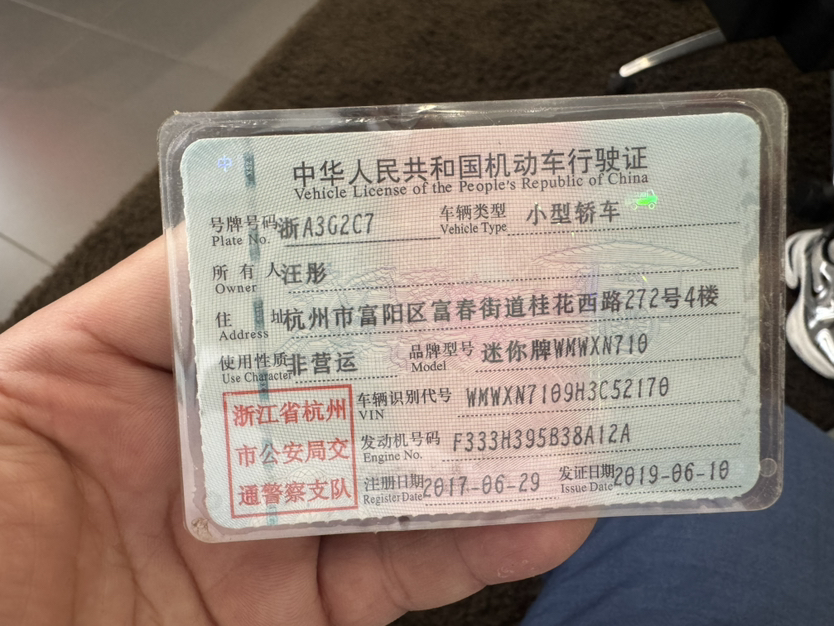 中华人民共和国机动车行驶证
Vehicle License of the People's Republic of China
号牌号码 浙A3G2C7 车辆类型 小型轿车
Plate No. Vehicle Type
所有人 汪彤
Owner
住址 杭州市富阳区富春街道桂花西路272号4楼
Address
使用性质 非营运 品牌型号 迷你牌WMWXN710
Use Character Model
浙江省杭州
市公安局交
通警察支队
车辆识别代号 WMWXN7109H3C52170
VIN
发动机号码 F333H395B38A12A
Engine No.
注册日期 2017-06-29 发证日期 2019-06-10
Register Date Issue Date